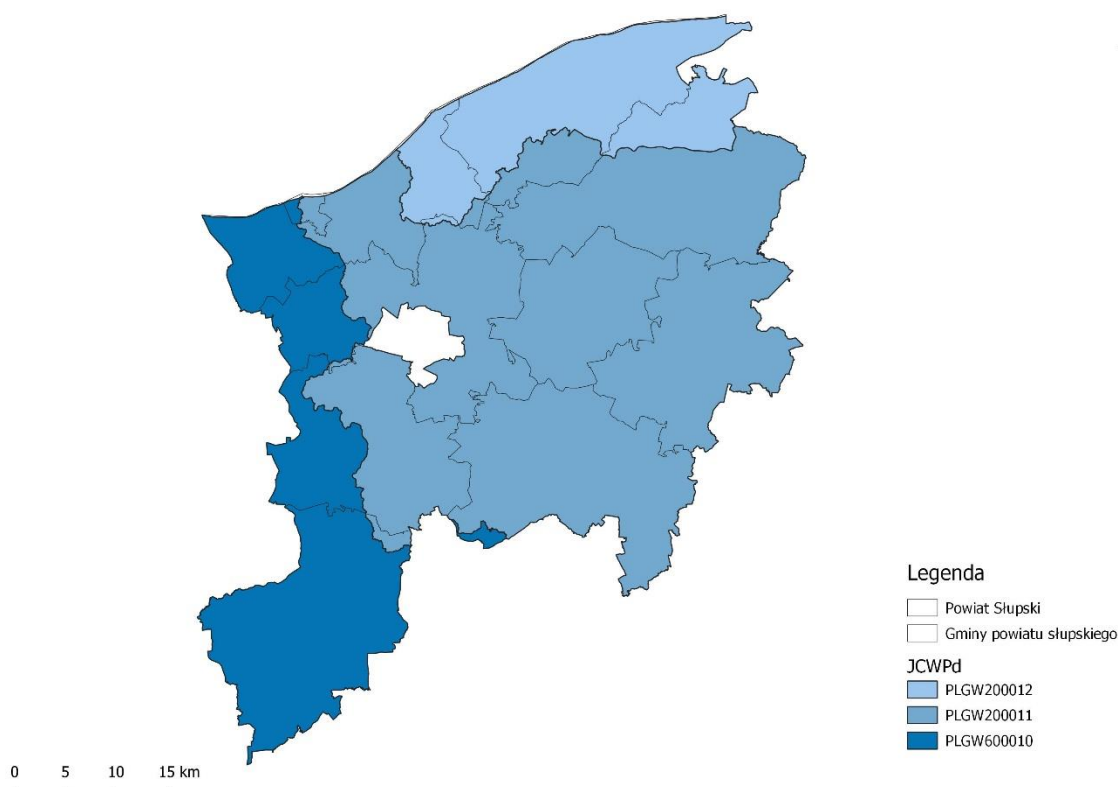 Legenda
Powiat Słupski
Gminy powiatu słupskiego
JCWPd
PLGW200012
PLGW200011
PLGW600010
0 5 10 15 km